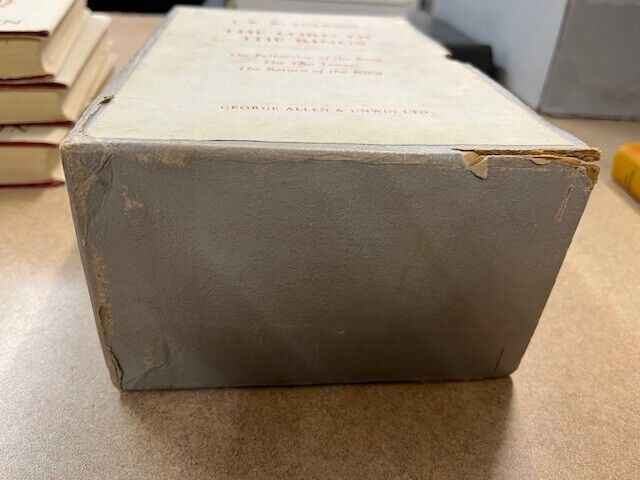 J. R. R. TOLKIEN
THE LORD OF
THE RINGS
The Fellowship of the Ring
The Two Towers
The Return of the King
GEORGE ALLEN & UNWIN LTD